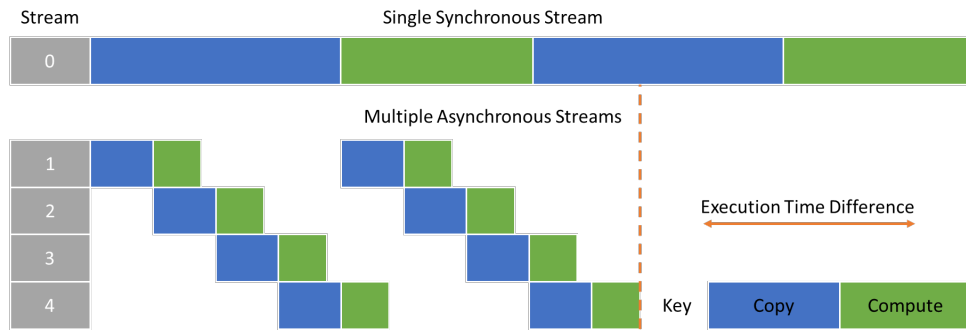 Stream
Single Synchronous Stream
0
Multiple Asynchronous Streams
1
2
3
4
Execution Time Difference
Key
Copy
Compute